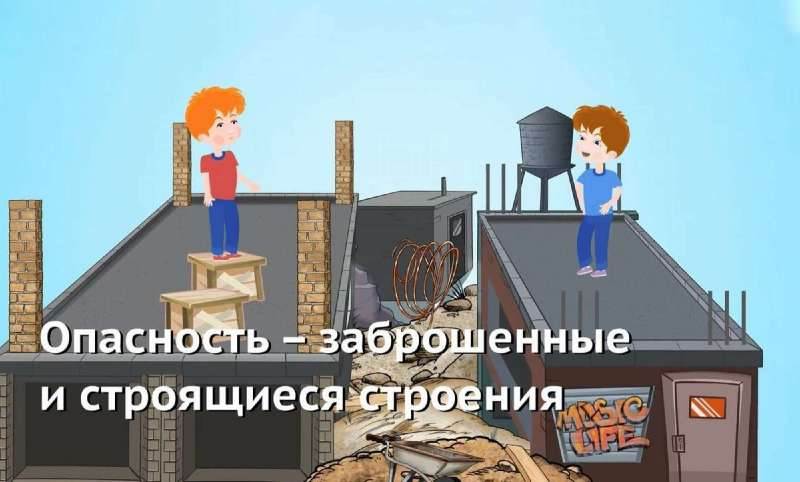 Опасность – заброшенные
и строящиеся строения
MUSIC
LIFE